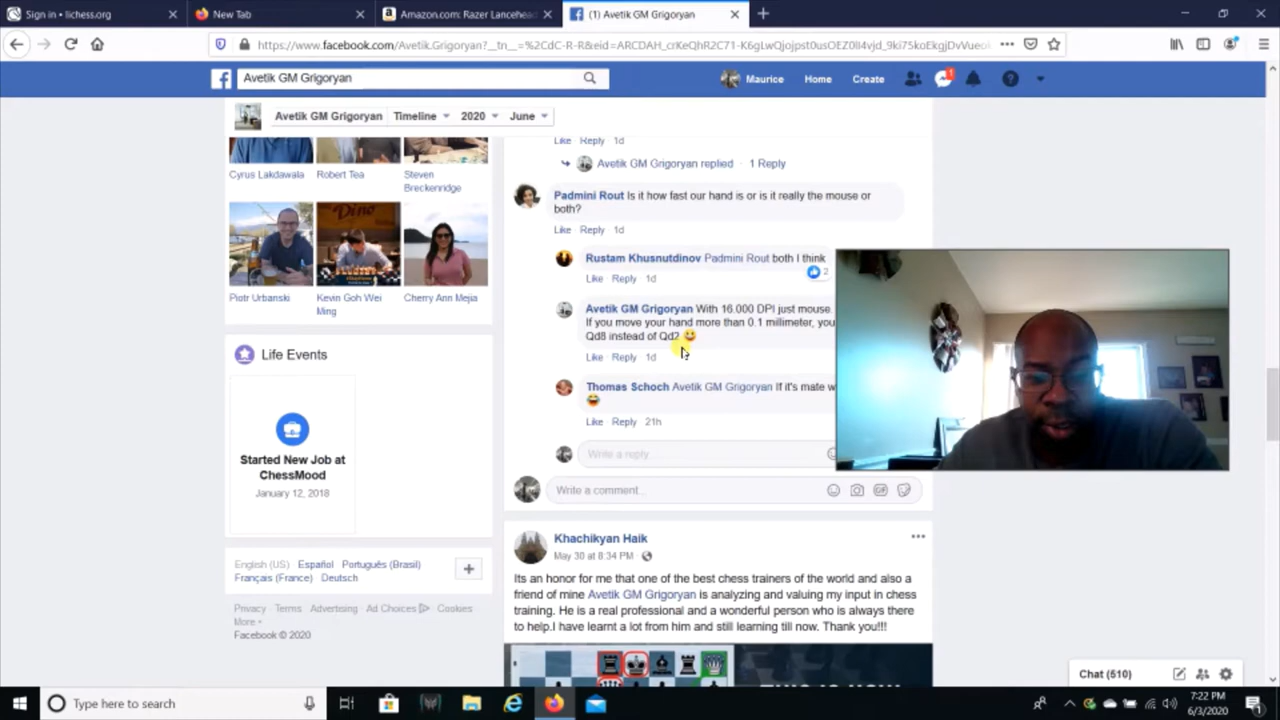 Sign in • lichess.org
New Tab
Amazon.com: Razer Lancehead
(1) Avetik GM Grigoryan
https://www.facebook.com/Avetik.Grigoryan?__tn__=%2CdC-R-R&eid=
Avetik GM Grigoryan
Maurice
Home
Create
1
Avetik GM Grigoryan
Timeline
2020
June
Cyrus Lakdawala
Robert Tea
Steven
Breckenridge
Piotr Urbanski
Kevin Goh Wei
Ming
Cherry Ann Mejia
Life Events
Started New Job at
ChessMood
January 12, 2018
English (US) · Español · Português (Brasil) ·
Français (France) · Deutsch
Privacy · Terms · Advertising · Ad Choices · Cookies ·
More
Facebook © 2020
Like · Reply · 1d
Avetik GM Grigoryan replied · 1 Reply
Padmini Rout Is it how fast our hand is or is it really the mouse or
both?
Like · Reply · 1d
Rustam Khusnutdinov Padmini Rout both I think
2
Like · Reply · 1d
Avetik GM Grigoryan With 16.000 DPI just mouse.
If you move your hand more than 0.1 millimeter, you
Qd8 instead of Qd2 😀
Like · Reply · 1d
Thomas Schoch Avetik GM Grigoryan If it's mate w
😂
Like · Reply · 21h
Write a reply...
Write a comment...
Khachikyan Haik
May 30 at 8:34 PM ·
Its an honor for me that one of the best chess trainers of the world and also a
friend of mine Avetik GM Grigoryan is analyzing and valuing my input in chess
training. He is a real professional and a wonderful person who is always there
to help.I have learnt a lot from him and still learning till now. Thank you!!!
THIS IS HOW
Chat (510)
Type here to search
7:22 PM
6/3/2020
1